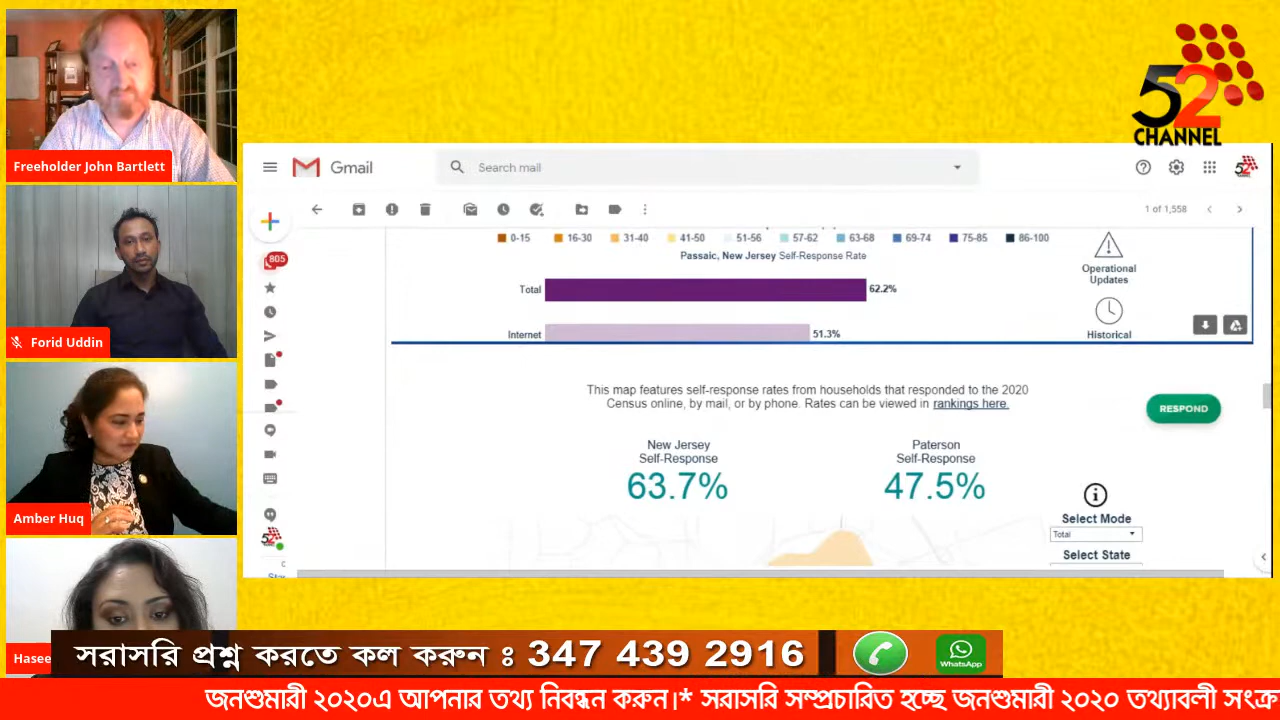 Freeholder John Bartlett
Forid Uddin
Amber Huq
Hasee
52
CHANNEL
Gmail
Search mail
52
805
1 of 1,558
0-15 16-30 31-40 41-50 51-56 57-62 63-68 69-74 75-85 86-100
Passaic, New Jersey Self-Response Rate
Total 62.2%
Internet 51.3%
Operational
Updates
Historical
This map features self-response rates from households that responded to the 2020
Census online, by mail, or by phone. Rates can be viewed in rankings here.
RESPOND
New Jersey
Self-Response
63.7%
Paterson
Self-Response
47.5%
Select Mode
Total
Select State
52
সরাসরি প্রশ্ন করতে কল করুন ঃ 347 439 2916
WhatsApp
জনশুমারী ২০২০এ আপনার তথ্য নিবন্ধন করুন।* সরাসরি সম্প্রচারিত হচ্ছে জনশুমারী ২০২০ তথ্যাবলী সংক্র